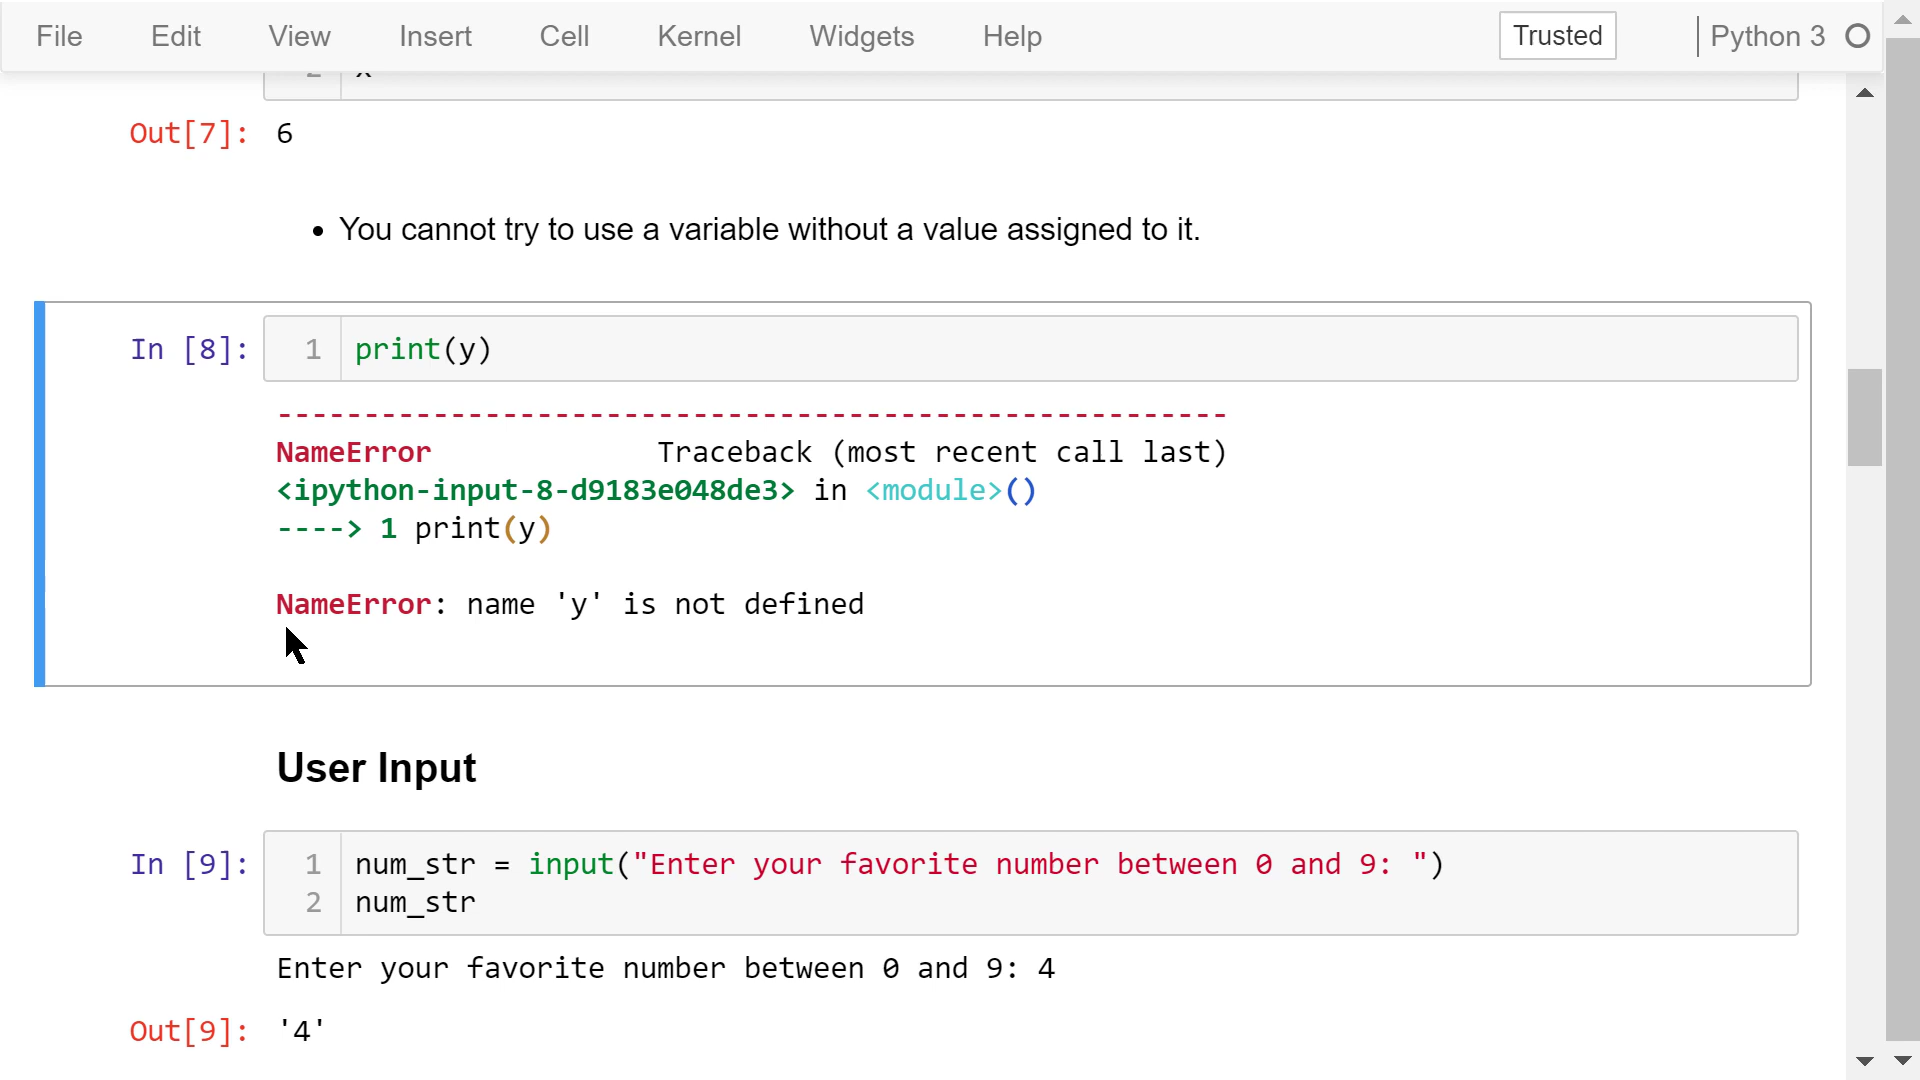 File Edit View Insert Cell Kernel Widgets Help Trusted Python 3
2 x
Out[7]: 6
• You cannot try to use a variable without a value assigned to it.
In [8]: 1 print(y)
-------------------------------------------------------
NameError Traceback (most recent call last)
<ipython-input-8-d9183e048de3> in <module>()
----> 1 print(y)
NameError: name 'y' is not defined
User Input
In [9]: 1 num_str = input("Enter your favorite number between 0 and 9: ")
2 num_str
Enter your favorite number between 0 and 9: 4
Out[9]: '4'